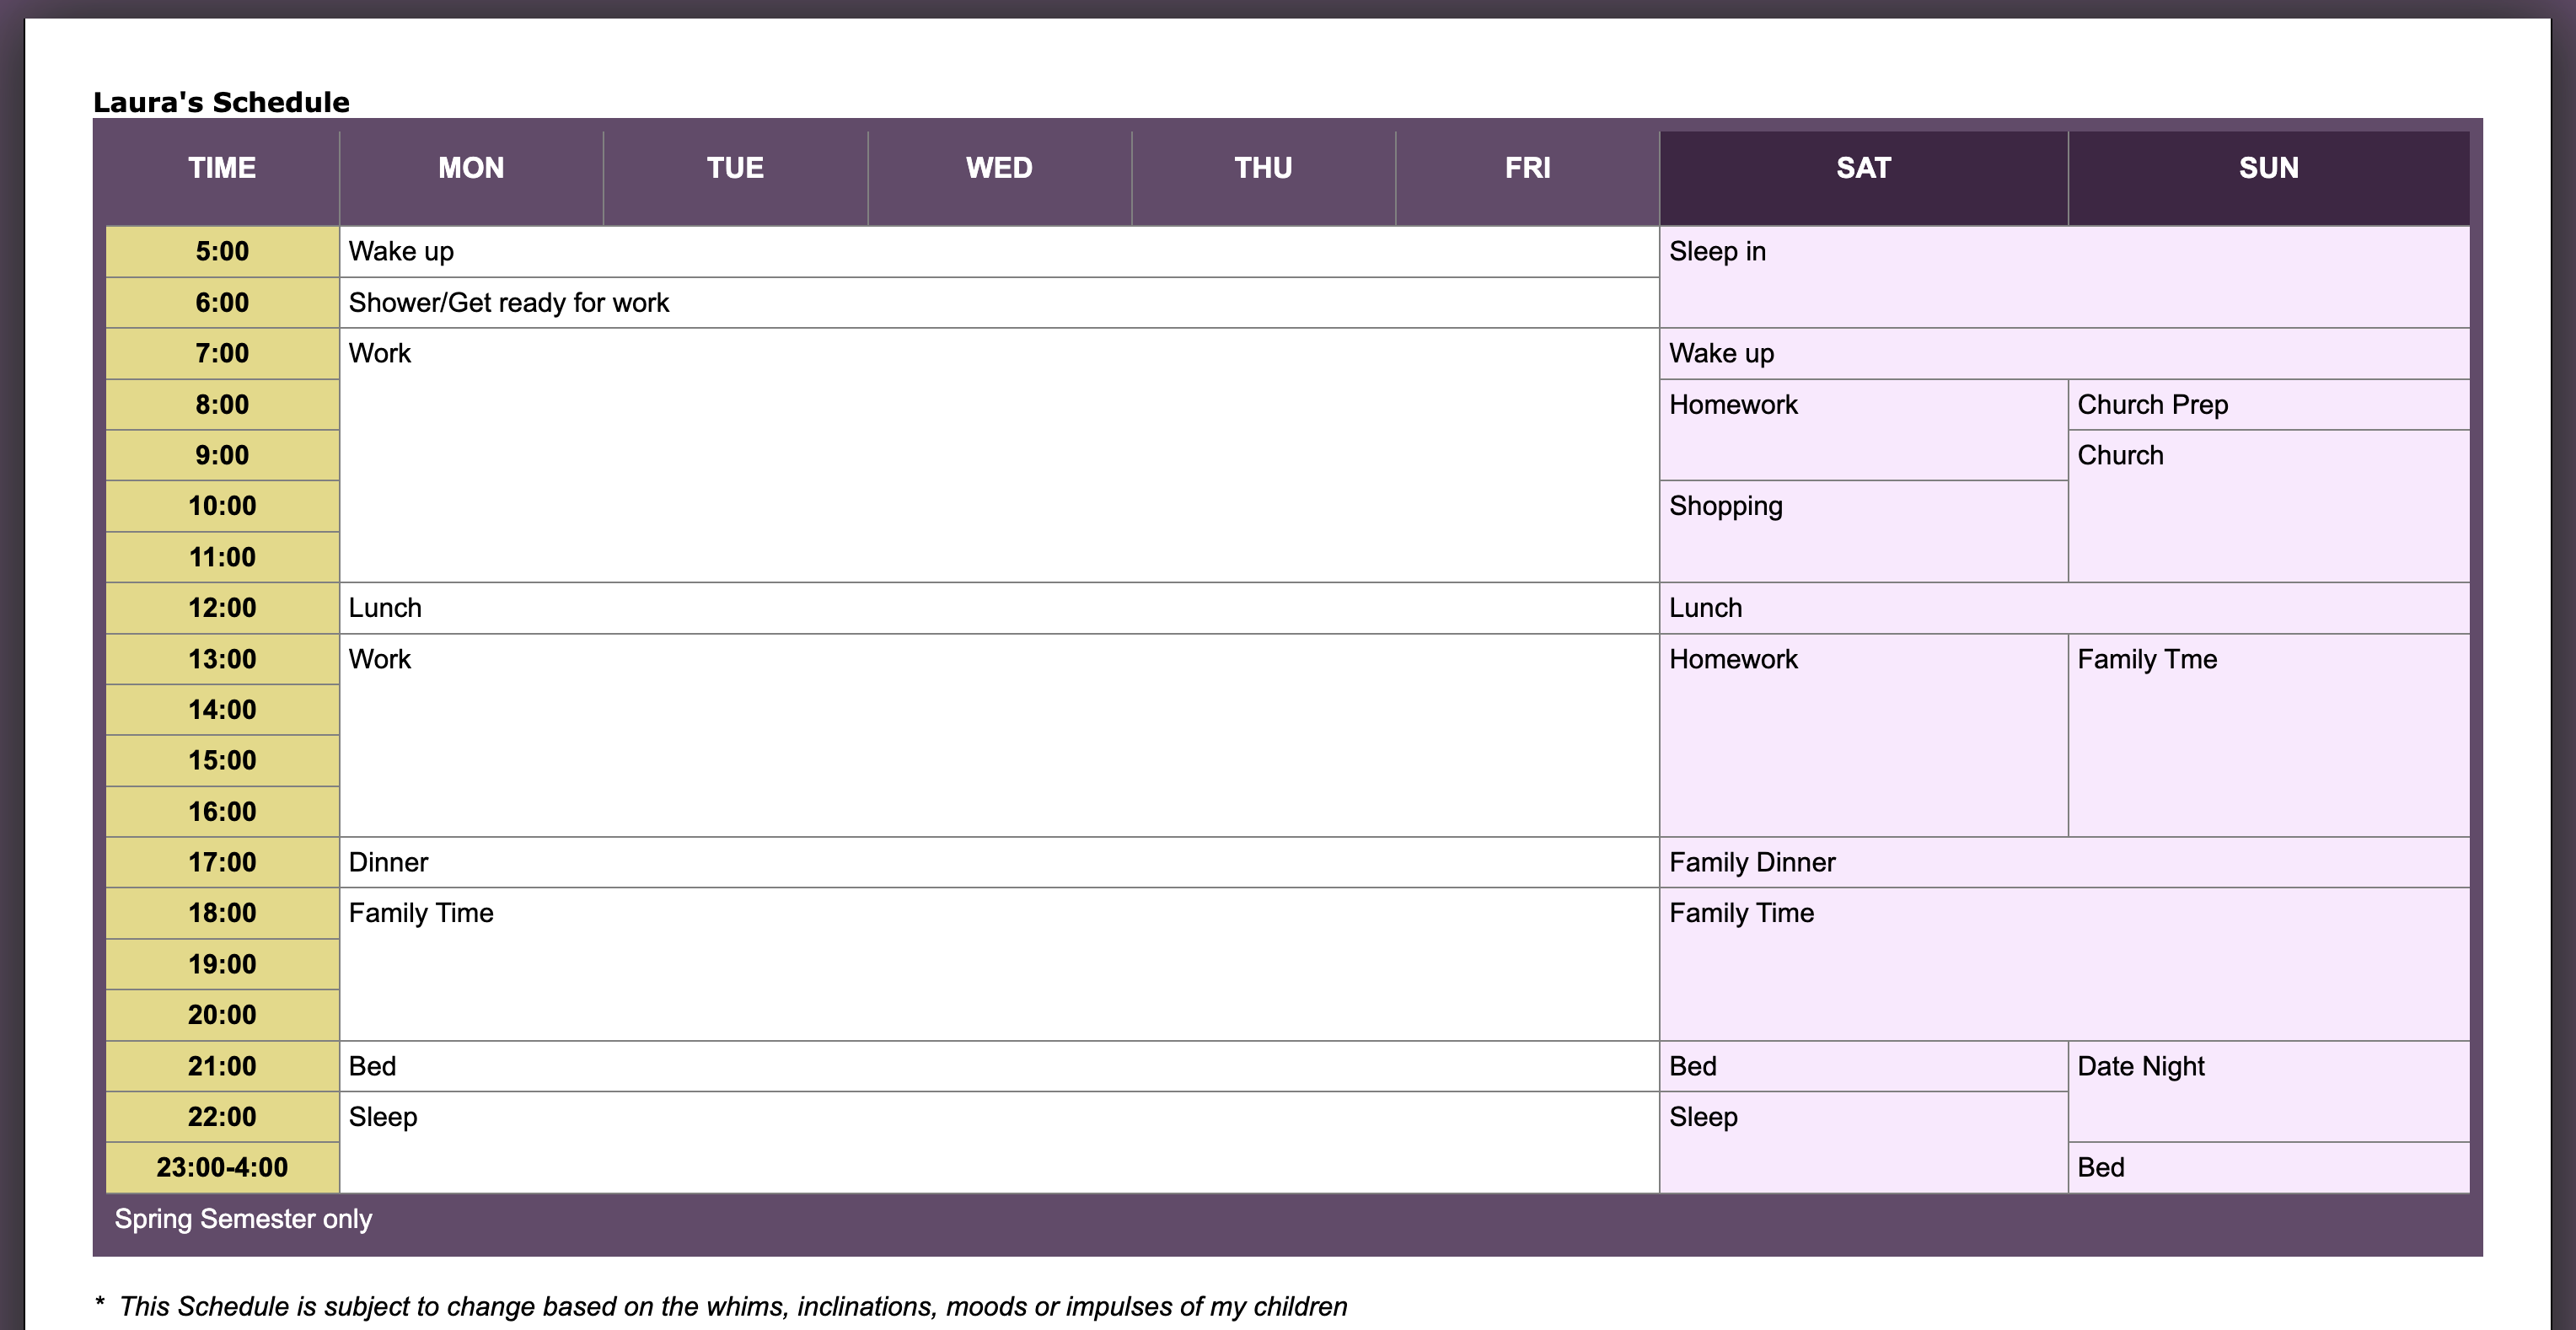 Laura's Schedule
TIME MON TUE WED THU FRI SAT SUN
5:00 Wake up Sleep in
6:00 Shower/Get ready for work
7:00 Work Wake up
8:00 Homework Church Prep
9:00 Church
10:00 Shopping
11:00
12:00 Lunch Lunch
13:00 Work Homework Family Tme
14:00
15:00
16:00
17:00 Dinner Family Dinner
18:00 Family Time Family Time
19:00
20:00
21:00 Bed Bed Date Night
22:00 Sleep Sleep
23:00-4:00 Bed
Spring Semester only
* This Schedule is subject to change based on the whims, inclinations, moods or impulses of my children